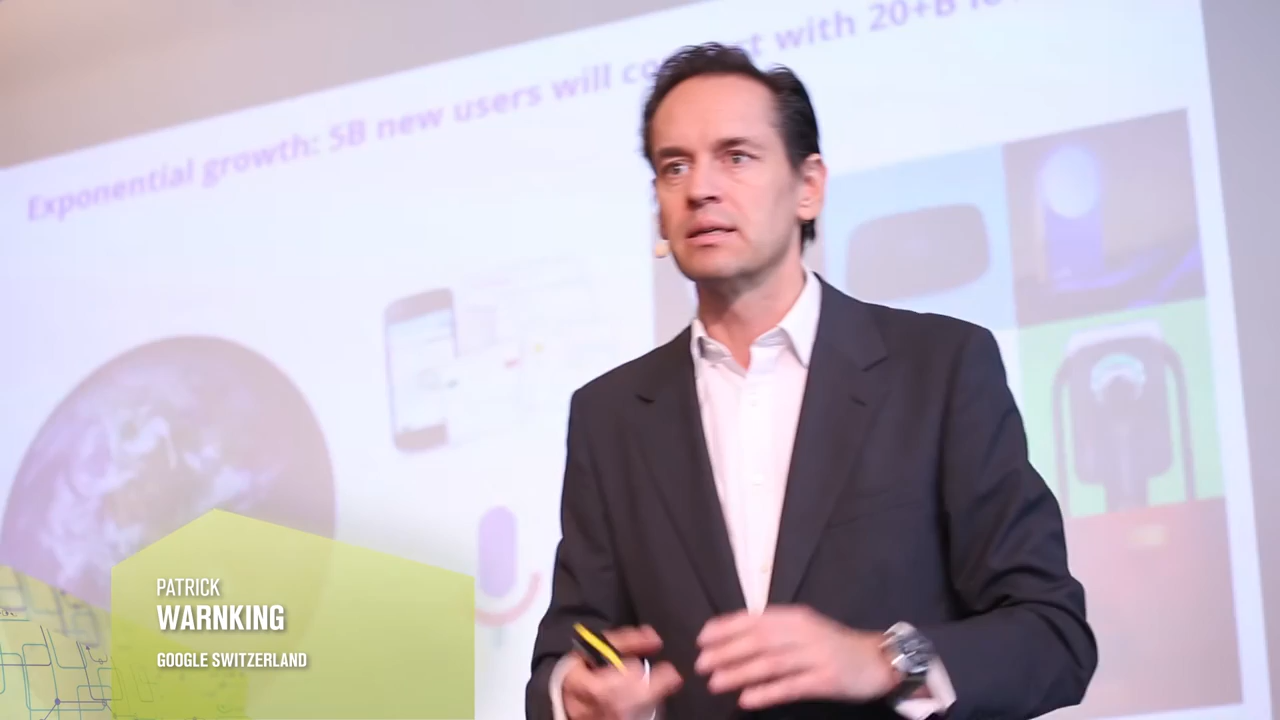 Exponential growth: 5B new users will co t with 20+B
PATRICK
WARNKING
GOOGLE SWITZERLAND